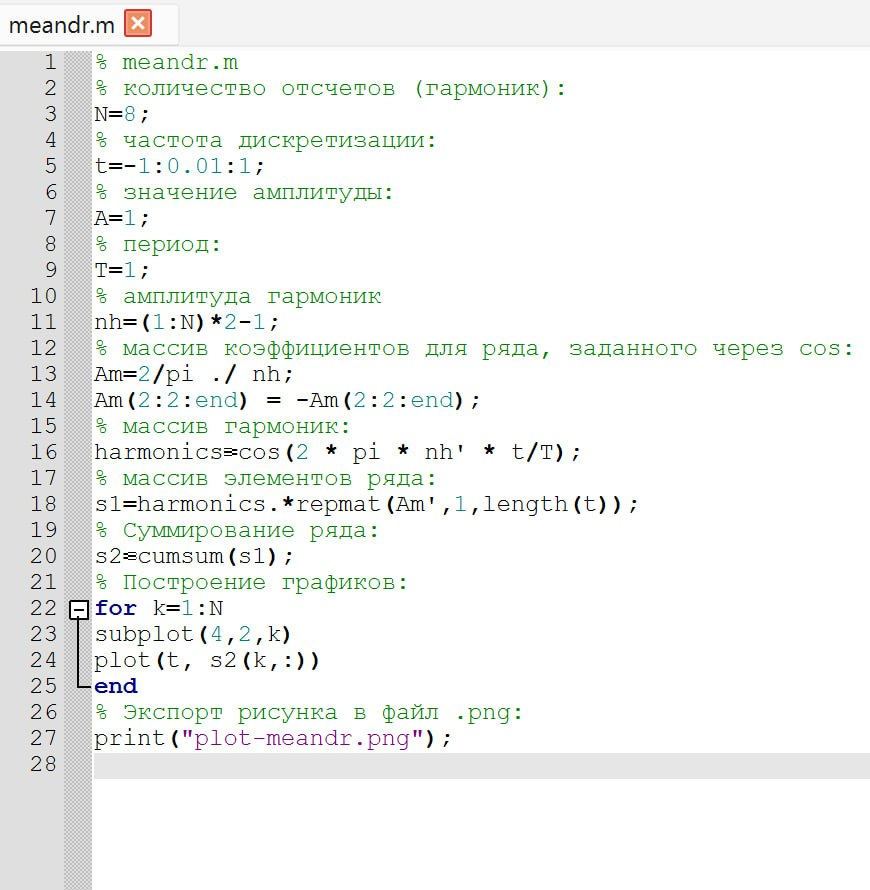 meandr.m
1 % meandr.m
2 % количество отсчетов (гармоник):
3 N=8;
4 % частота дискретизации:
5 t=-1:0.01:1;
6 % значение амплитуды:
7 A=1;
8 % период:
9 T=1;
10 % амплитуда гармоник
11 nh=(1:N)*2-1;
12 % массив коэффициентов для ряда, заданного через cos:
13 Am=2/pi ./ nh;
14 Am(2:2:end) = -Am(2:2:end);
15 % массив гармоник:
16 harmonics=cos(2 * pi * nh' * t/T);
17 % массив элементов ряда:
18 s1=harmonics.*repmat(Am',1,length(t));
19 % Суммирование ряда:
20 s2=cumsum(s1);
21 % Построение графиков:
22 for k=1:N
23 subplot(4,2,k)
24 plot(t, s2(k,:))
25 end
26 % Экспорт рисунка в файл .png:
27 print("plot-meandr.png");
28